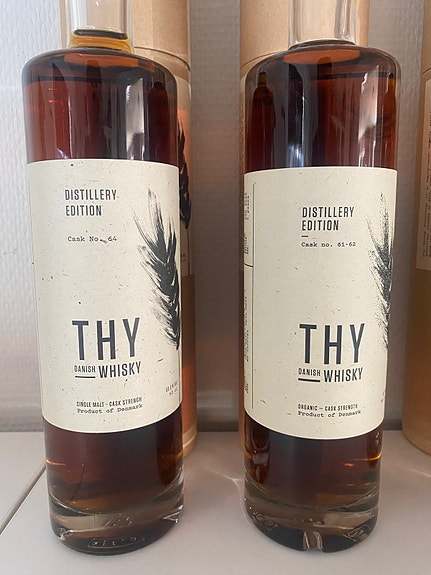 DISTILLERY
EDITION
Cask No. 64
THY
DANISH WHISKY
SINGLE MALT - CASK STRENGTH
Product of Denmark
DISTILLERY
EDITION
Cask no. 61-62
THY
DANISH WHISKY
ORGANIC - CASK STRENGTH
Product of Denmark